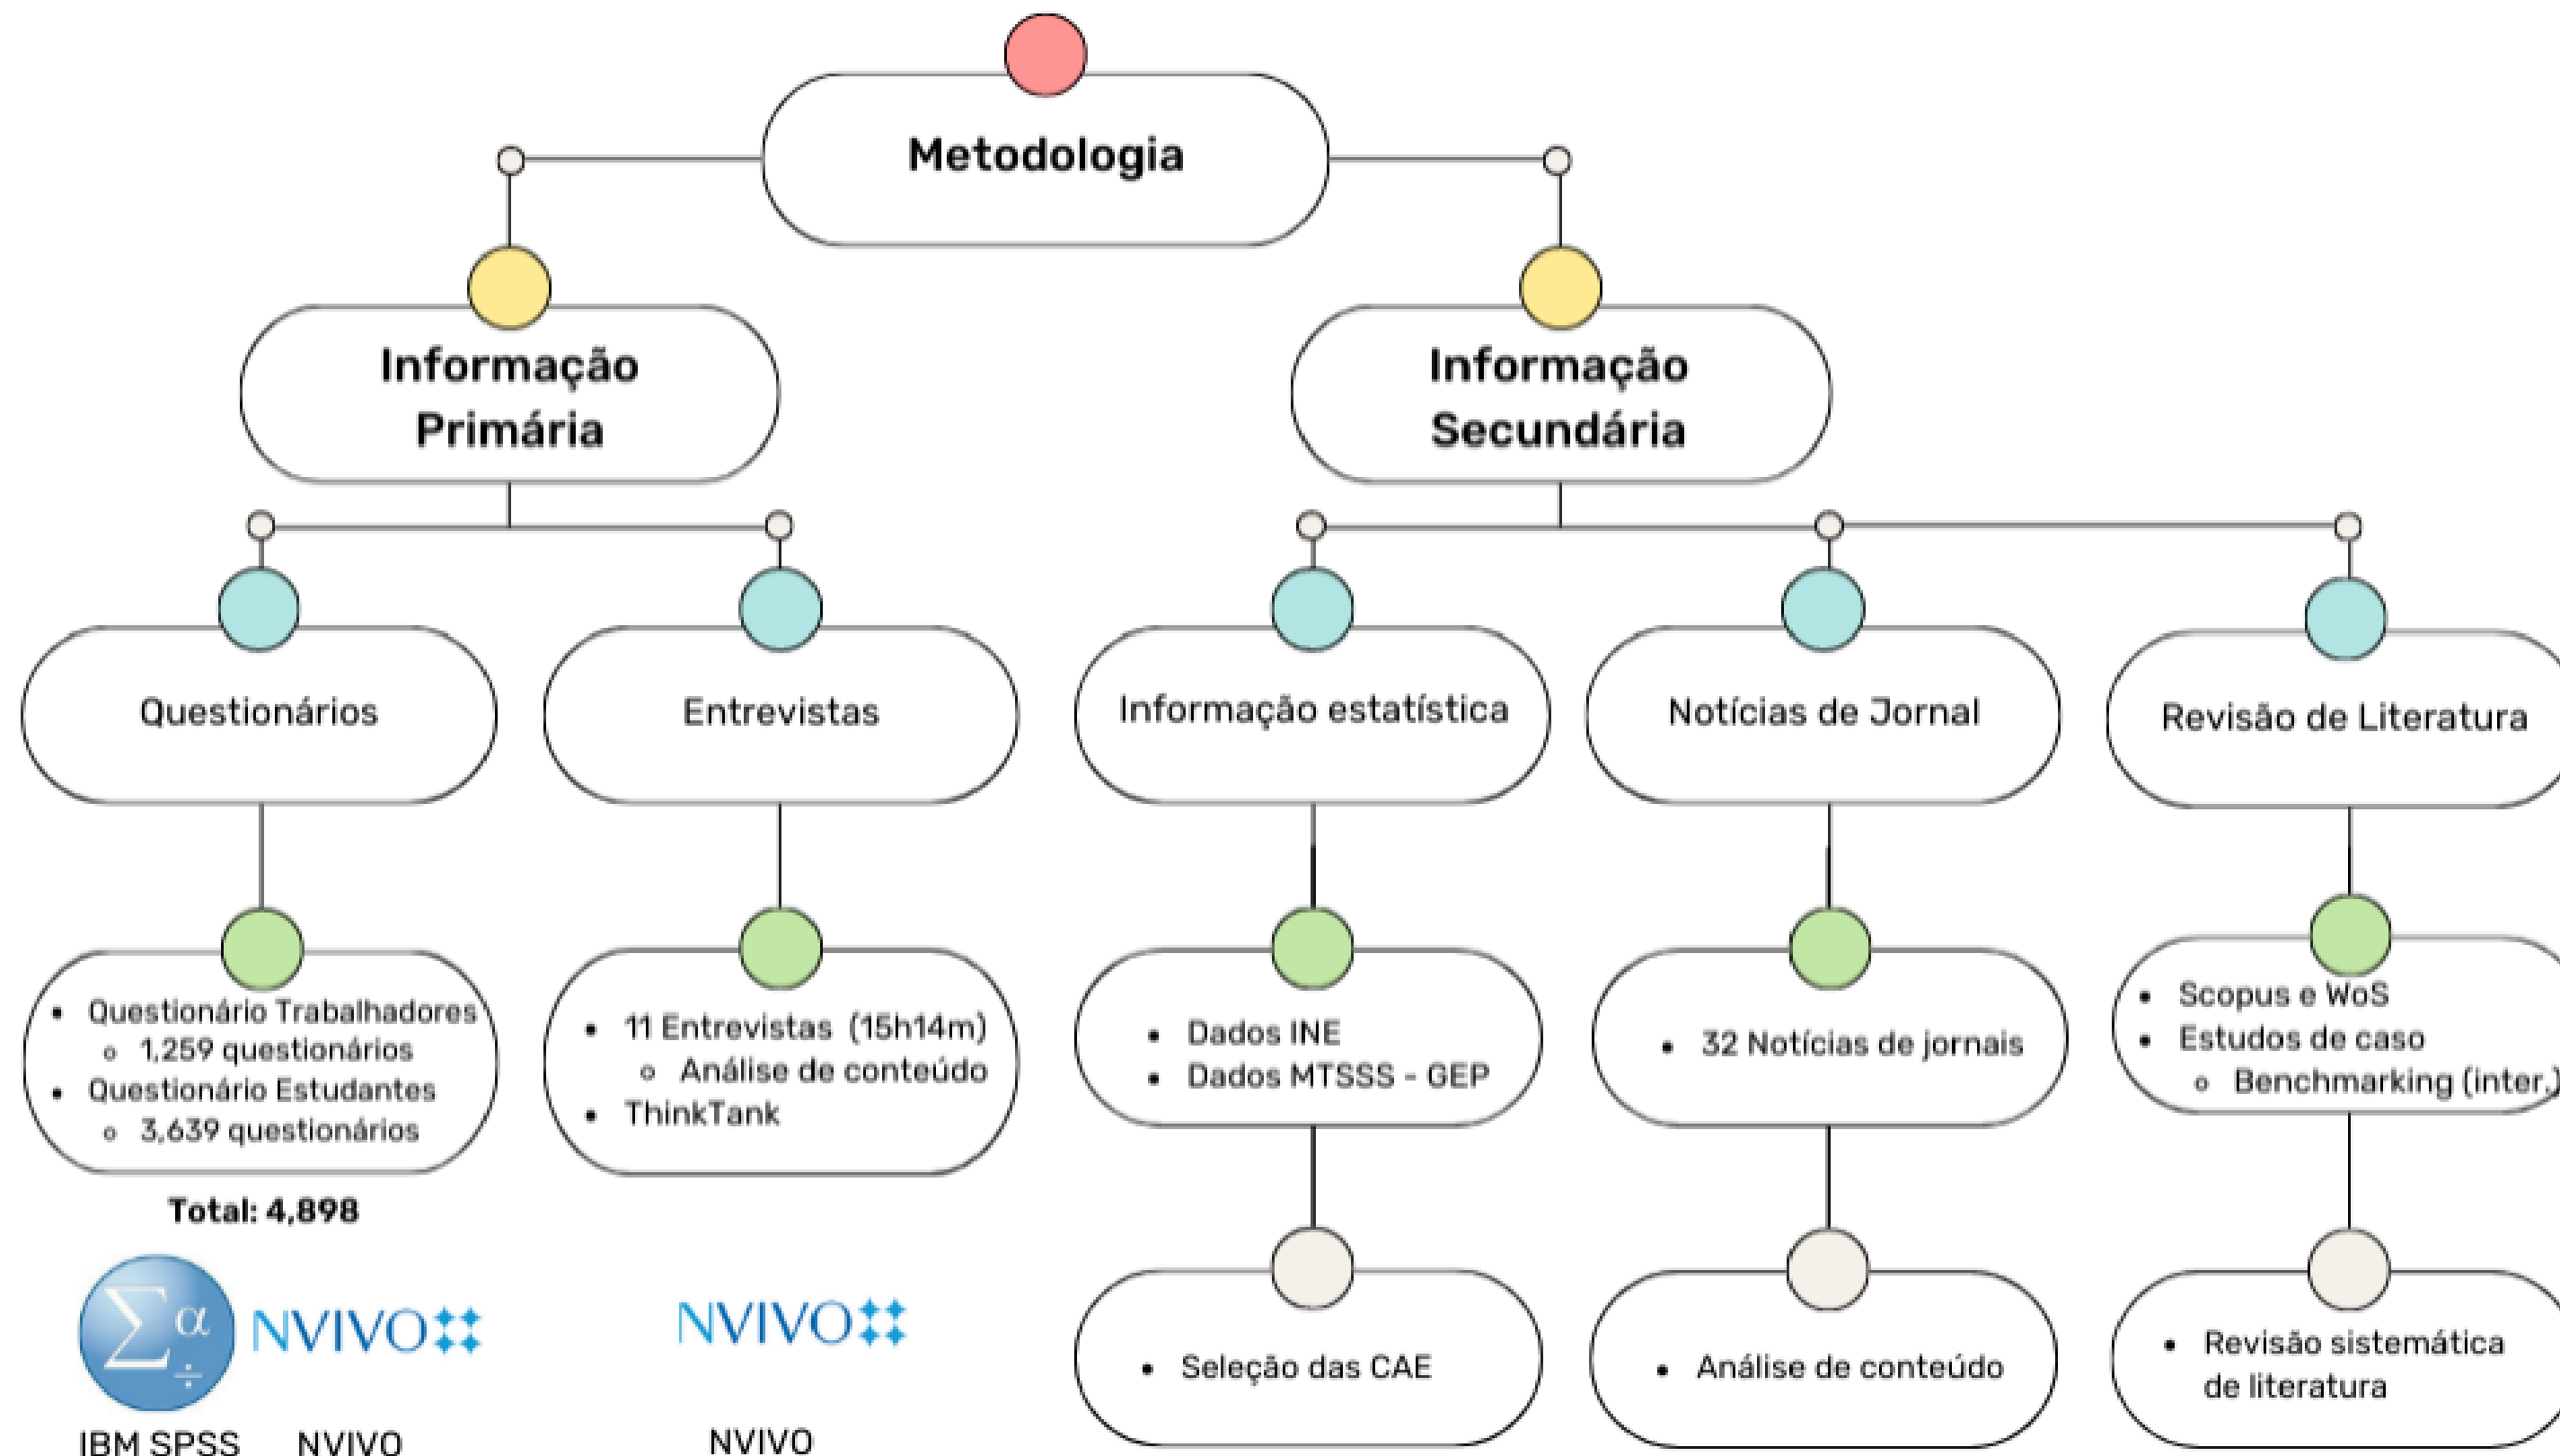 Metodologia
Informação
Primária
Informação
Secundária
Questionários
Entrevistas
Informação estatística
Notícias de Jornal
Revisão de Literatura
• Questionário Trabalhadores
o 1,259 questionários
• Questionário Estudantes
o 3,639 questionários
Total: 4,898
• 11 Entrevistas (15h14m)
o Análise de conteúdo
• ThinkTank
• Dados INE
• Dados MTSSS - GEP
• 32 Notícias de jornais
• Scopus e WoS
• Estudos de caso
o Benchmarking (inter.)
Σ α ÷
NVIVO
IBM SPSS
NVIVO
NVIVO
NVIVO
• Seleção das CAE
• Análise de conteúdo
• Revisão sistemática
de literatura